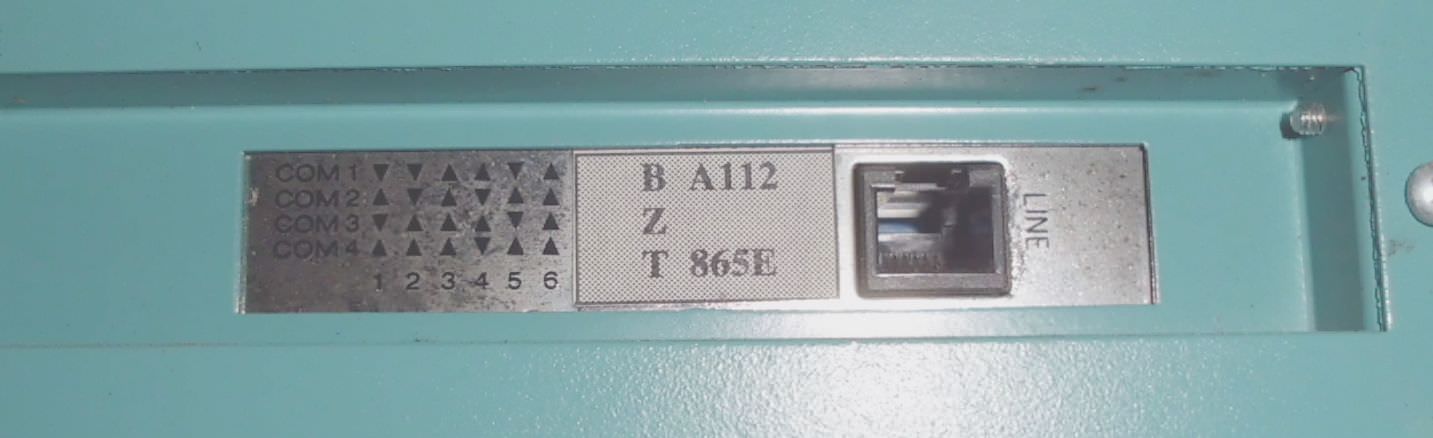 COM 1 ▼ ▼ ▲ ▲ ▼ ▲
COM 2 ▲ ▼ ▲ ▼ ▲ ▲
COM 3 ▼ ▲ ▲ ▲ ▼ ▲
COM 4 ▲ ▲ ▲ ▼ ▲ ▲
1 2 3 4 5 6
B A112
Z
T 865E
LINE